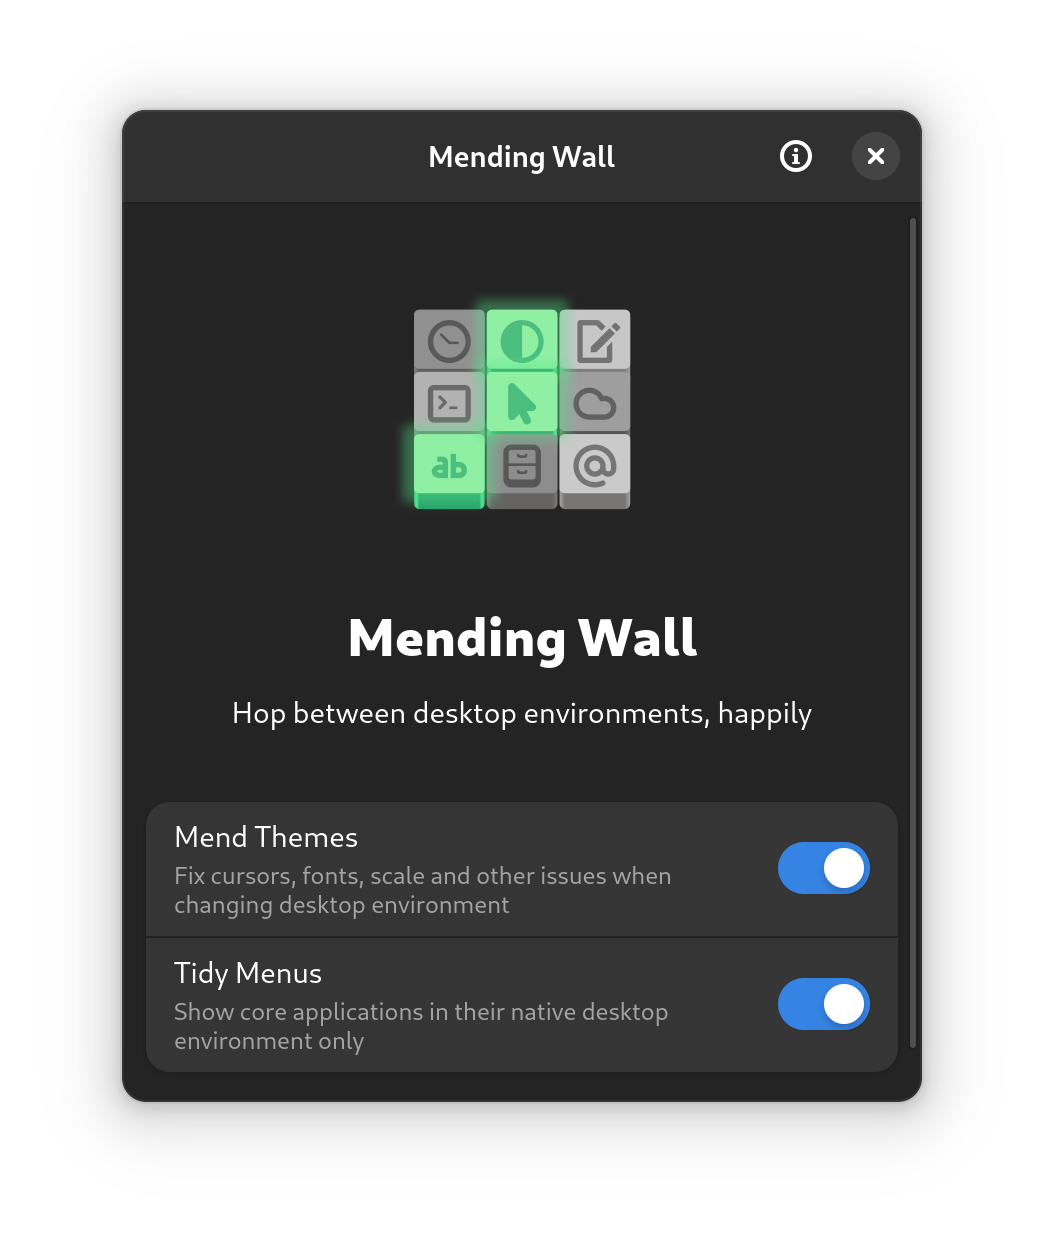 Mending Wall
ab
@
Mending Wall
Hop between desktop environments, happily
Mend Themes
Fix cursors, fonts, scale and other issues when
changing desktop environment
Tidy Menus
Show core applications in their native desktop
environment only